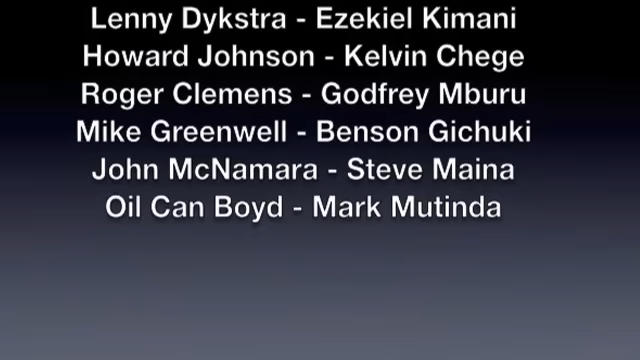 Lenny Dykstra - Ezekiel Kimani
Howard Johnson - Kelvin Chege
Roger Clemens - Godfrey Mburu
Mike Greenwell - Benson Gichuki
John McNamara - Steve Maina
Oil Can Boyd - Mark Mutinda